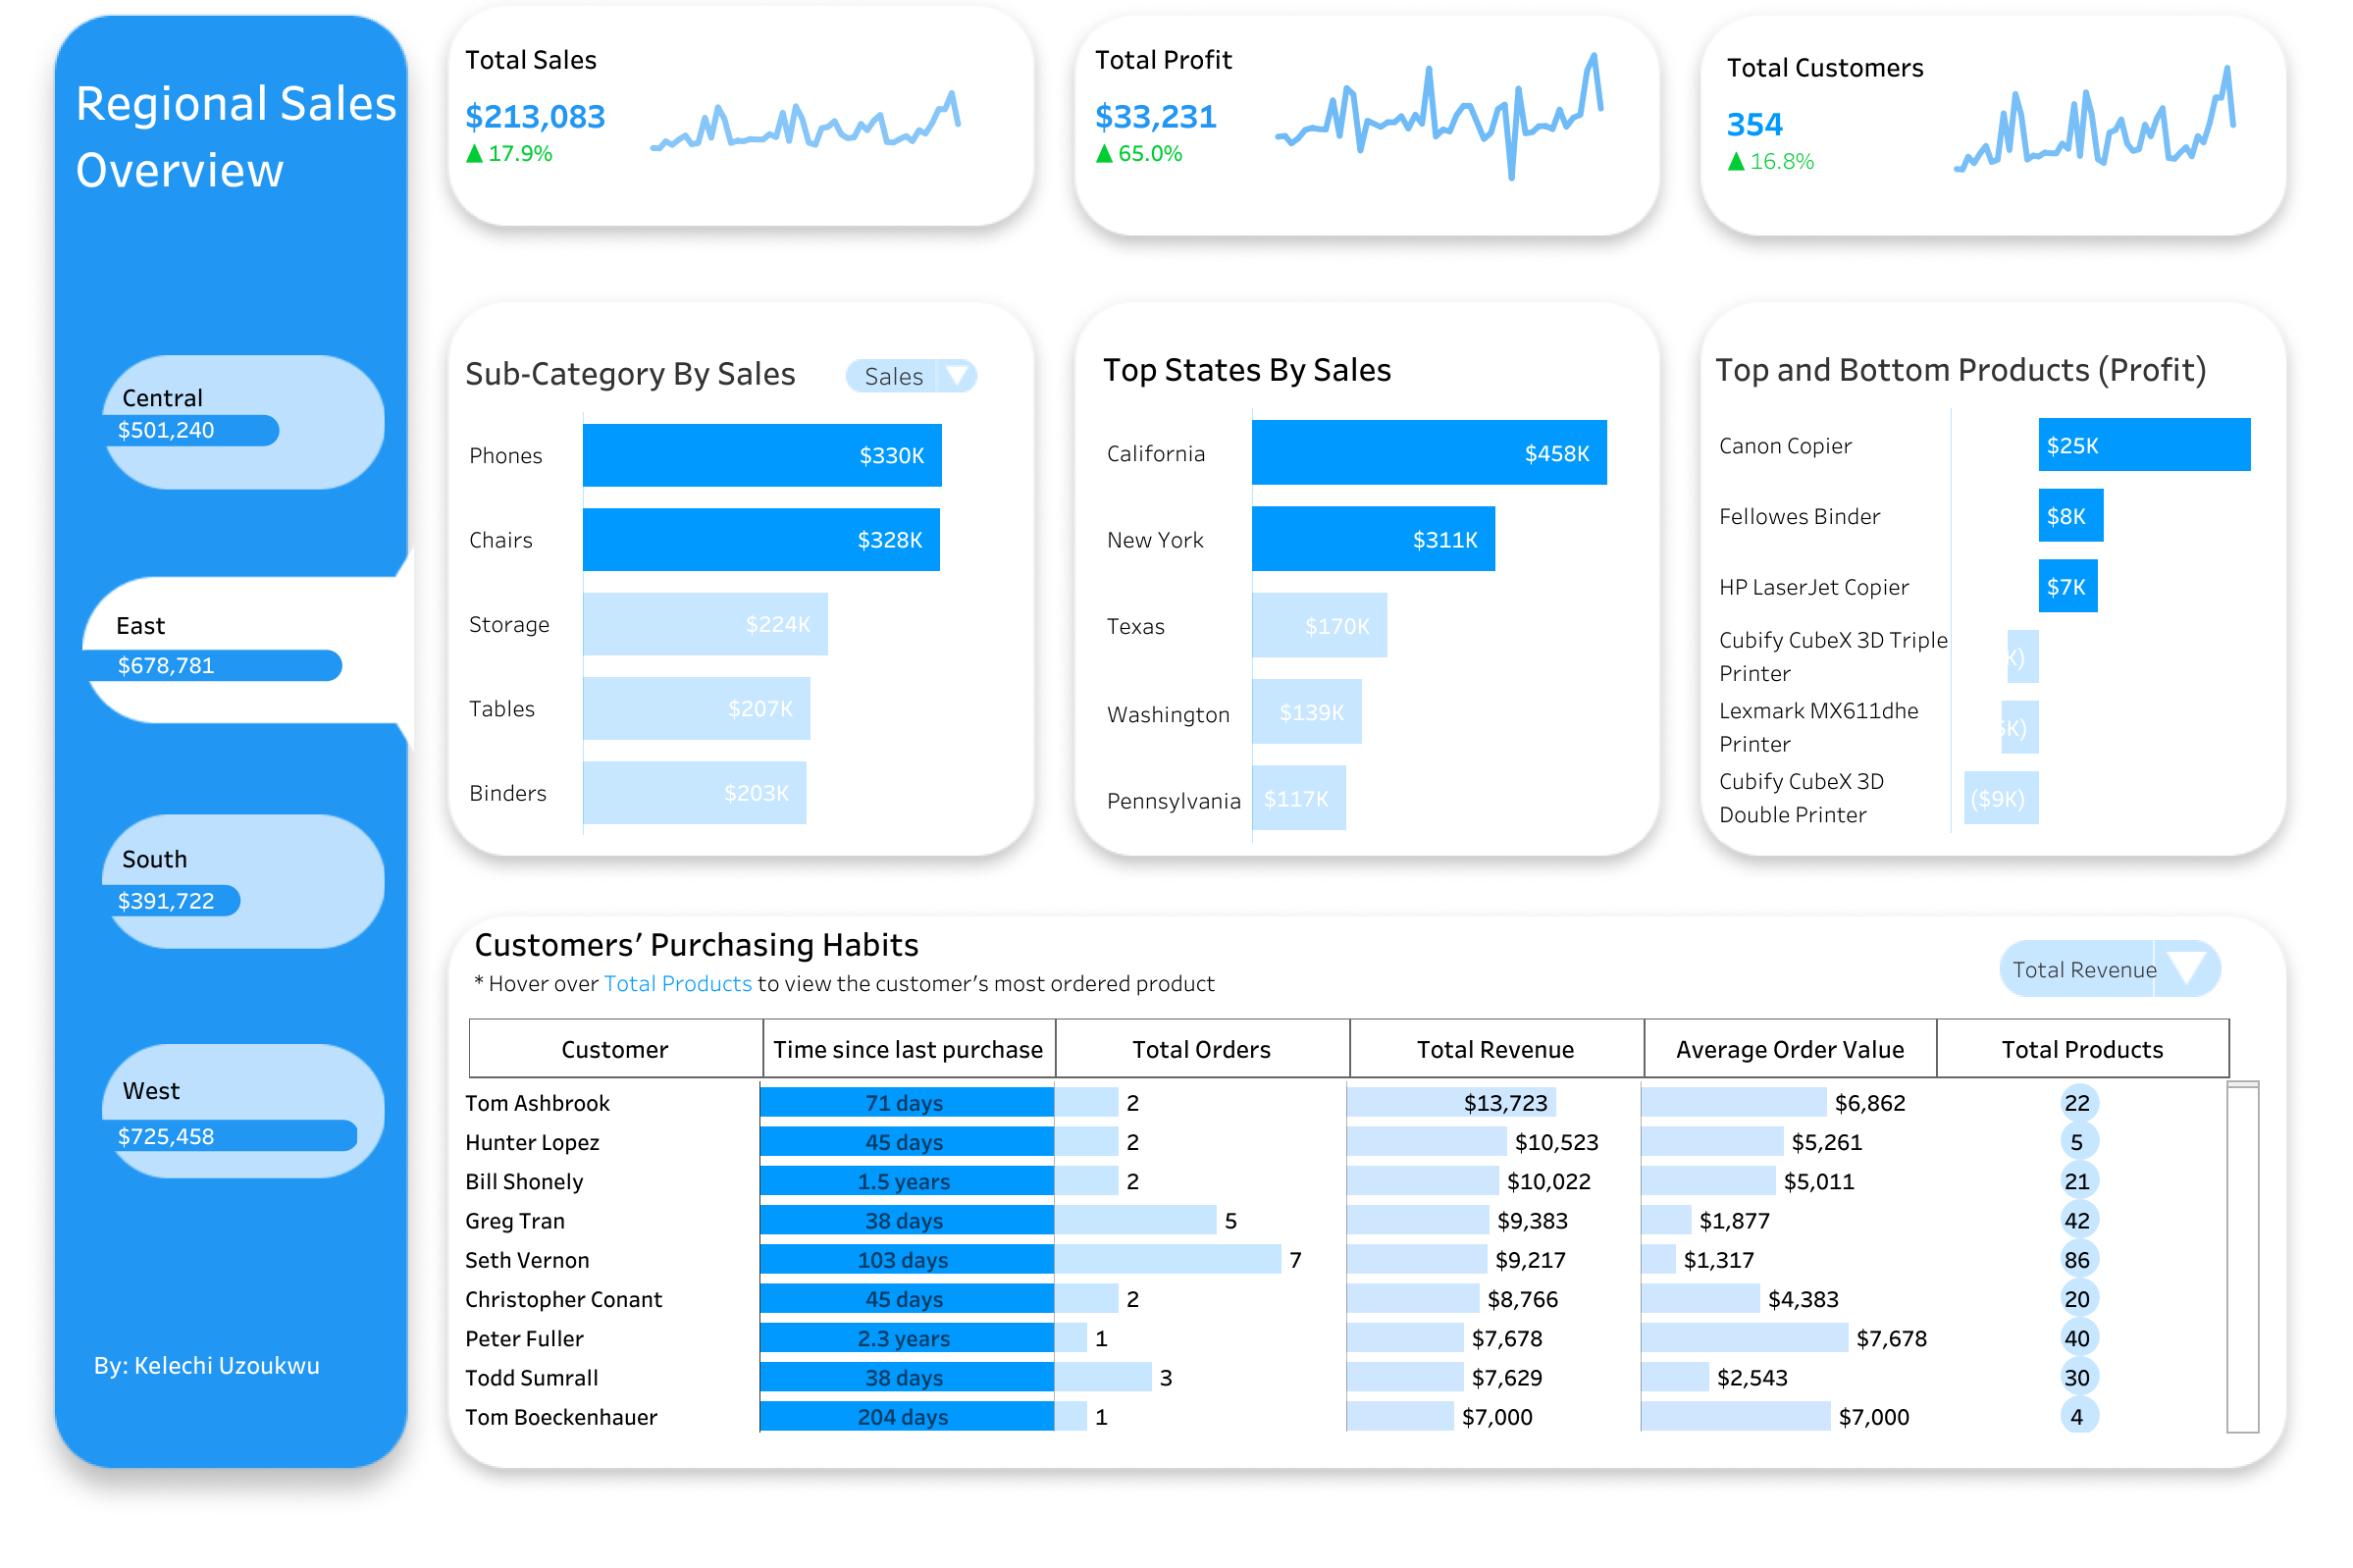 Regional Sales
Overview
Central
$501,240
East
$678,781
South
$391,722
West
$725,458
By: Kelechi Uzoukwu
Total Sales
$213,083
▲ 17.9%
Total Profit
$33,231
▲ 65.0%
Total Customers
354
▲ 16.8%
Sub-Category By Sales
Sales
Phones $330K
Chairs $328K
Storage $224K
Tables $207K
Binders $203K
Top States By Sales
California $458K
New York $311K
Texas $170K
Washington $139K
Pennsylvania $117K
Top and Bottom Products (Profit)
Canon Copier $25K
Fellowes Binder $8K
HP LaserJet Copier $7K
Cubify CubeX 3D Triple
Printer
Lexmark MX611dhe
Printer
Cubify CubeX 3D
Double Printer ($9K)
Customers’ Purchasing Habits
* Hover over Total Products to view the customer’s most ordered product
Total Revenue
Customer Time since last purchase Total Orders Total Revenue Average Order Value Total Products
Tom Ashbrook 71 days 2 $13,723 $6,862 22
Hunter Lopez 45 days 2 $10,523 $5,261 5
Bill Shonely 1.5 years 2 $10,022 $5,011 21
Greg Tran 38 days 5 $9,383 $1,877 42
Seth Vernon 103 days 7 $9,217 $1,317 86
Christopher Conant 45 days 2 $8,766 $4,383 20
Peter Fuller 2.3 years 1 $7,678 $7,678 40
Todd Sumrall 38 days 3 $7,629 $2,543 30
Tom Boeckenhauer 204 days 1 $7,000 $7,000 4